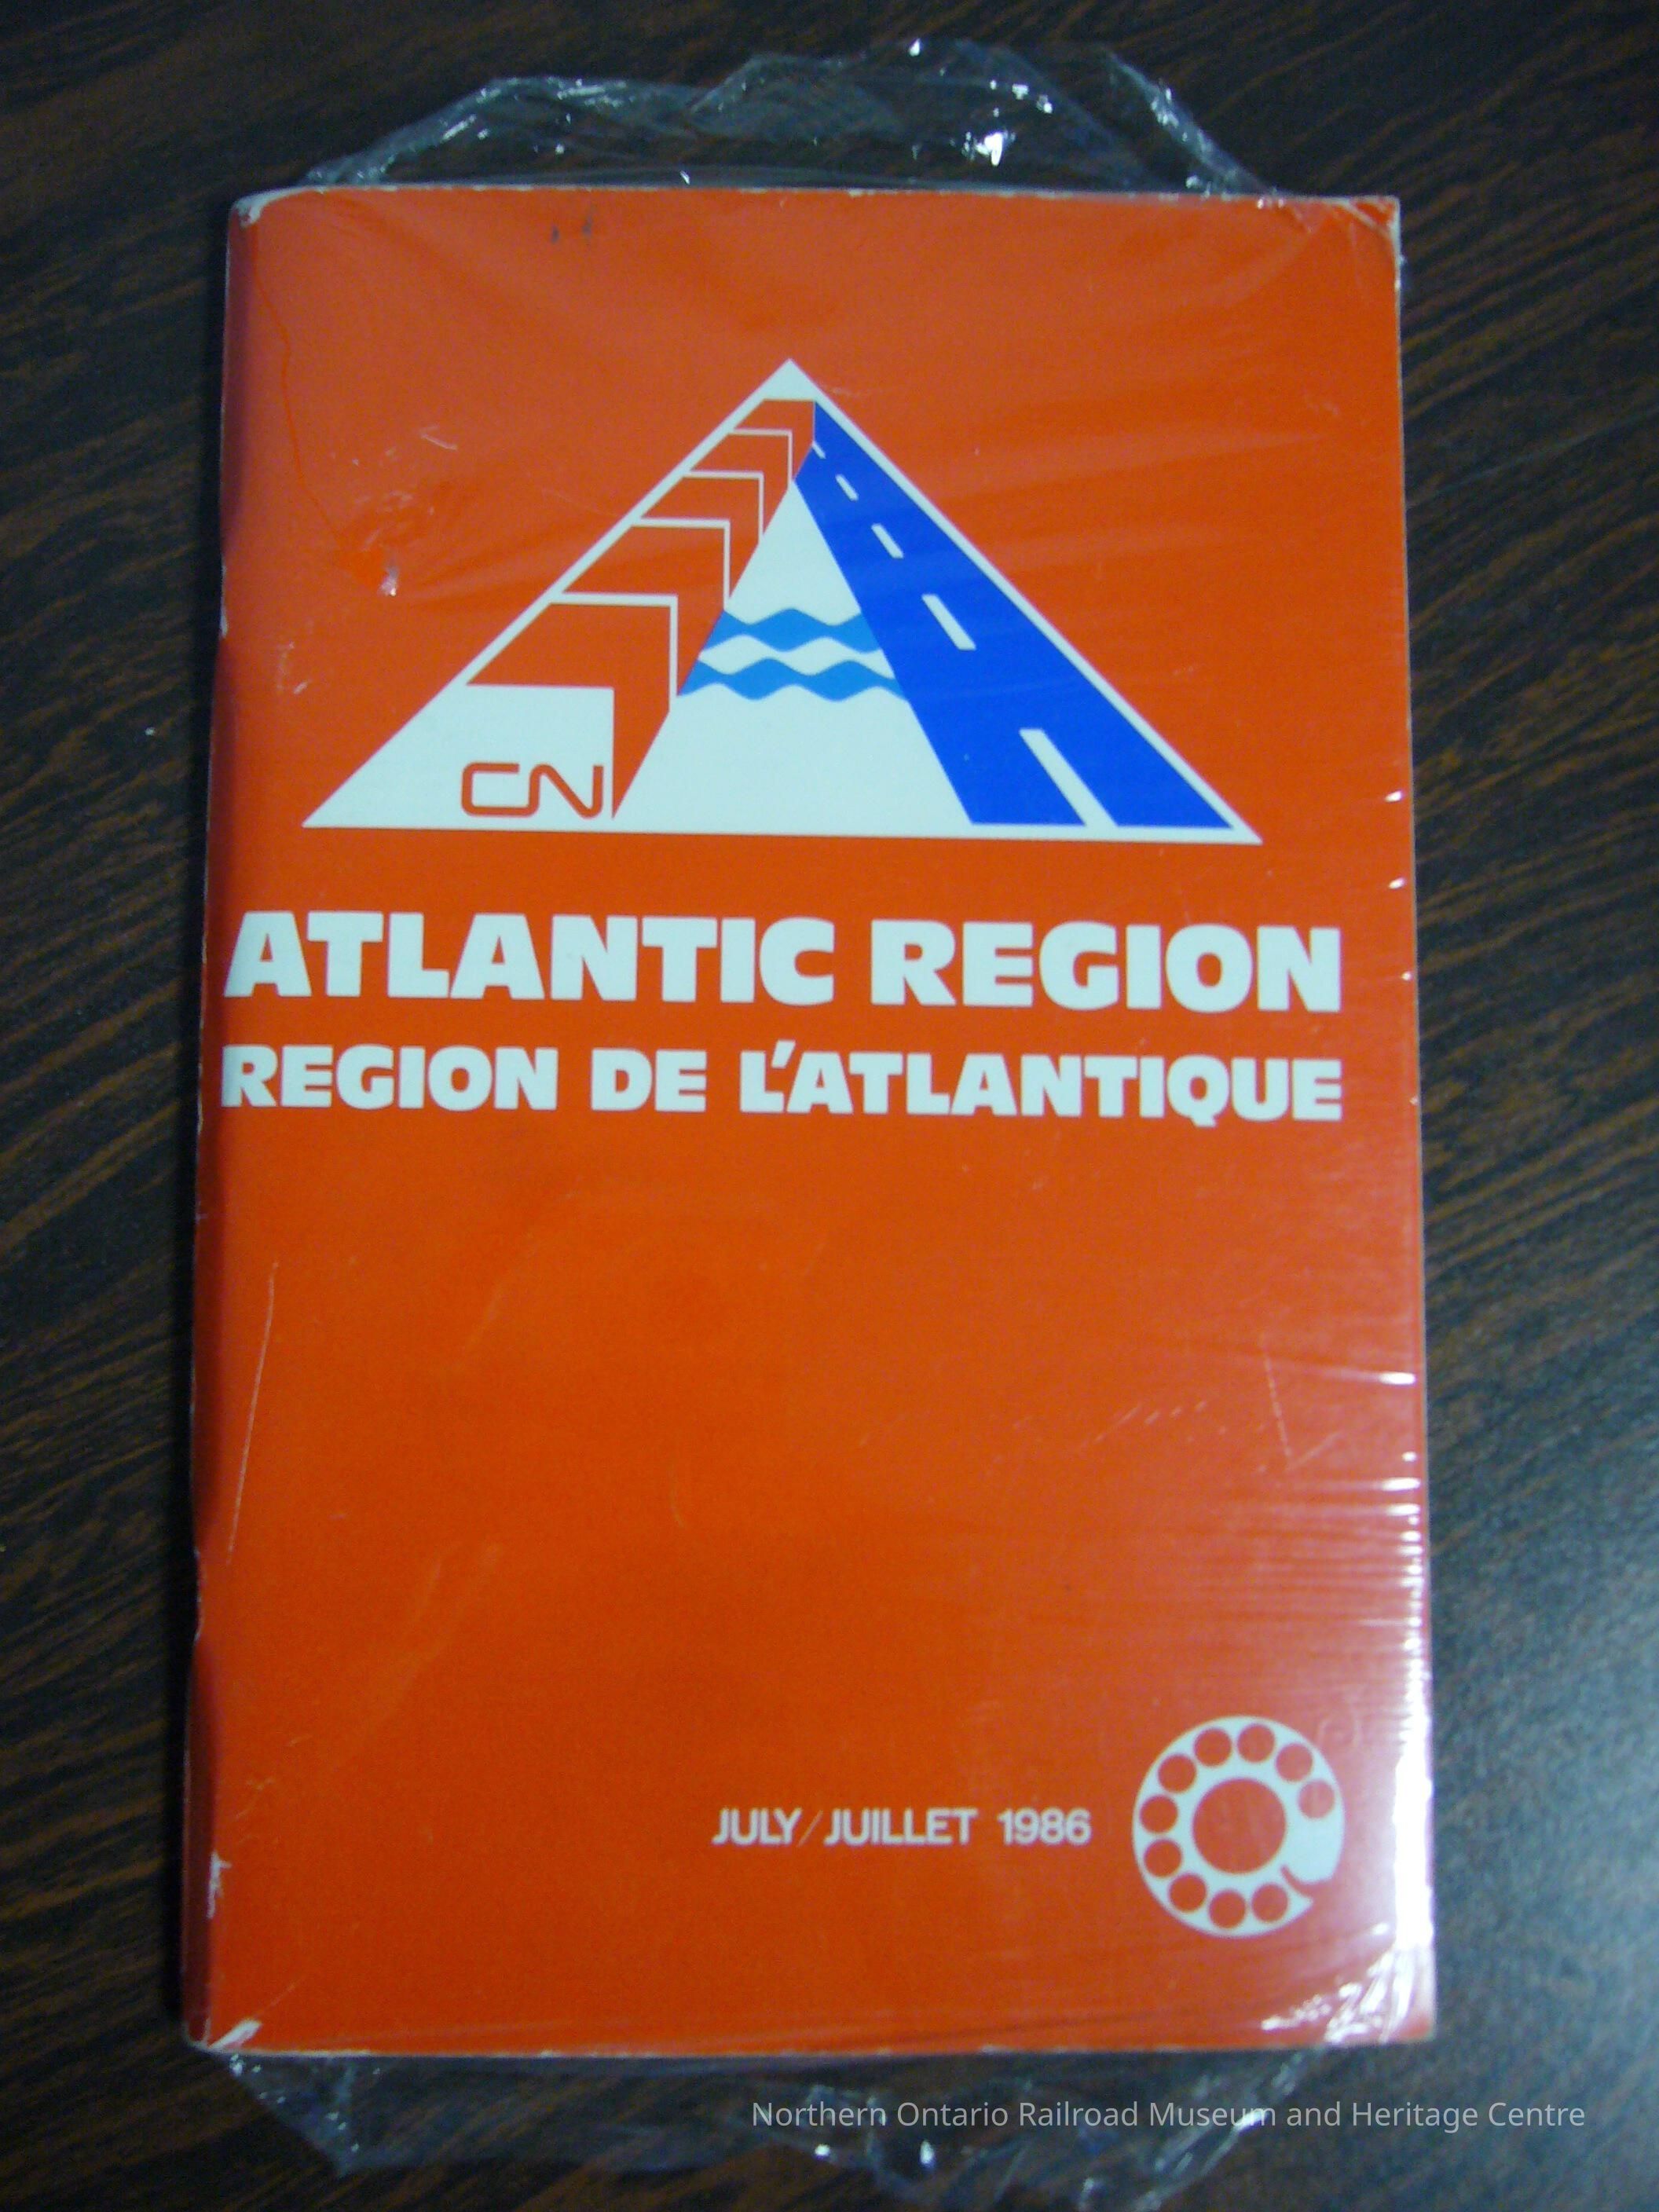 CN
ATLANTIC REGION
REGION DE L'ATLANTIQUE
JULY/JUILLET 1986
Northern Ontario Railroad Museum and Heritage Centre